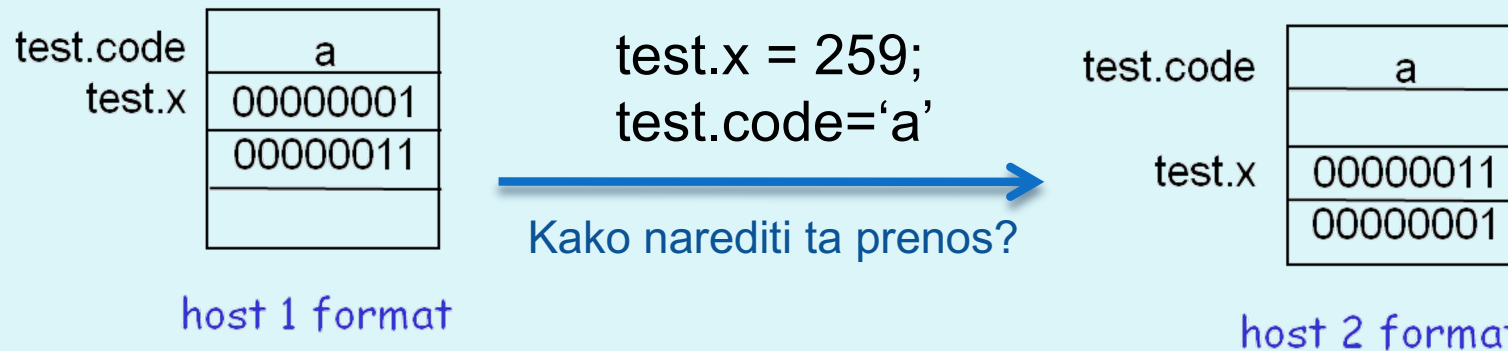 test.code a
test.x 00000001
00000011
host 1 format
test.x = 259;
test.code=‘a’
Kako narediti ta prenos?
test.code a
test.x 00000011
00000001
host 2 forma